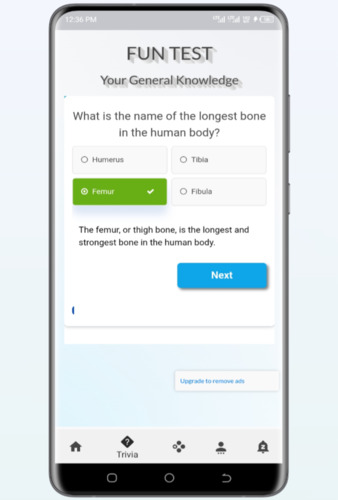 12:36 PM
FUN TEST
Your General Knowledge
What is the name of the longest bone
in the human body?
Humerus
Tibia
Femur
Fibula
The femur, or thigh bone, is the longest and
strongest bone in the human body.
Next
Upgrade to remove ads
Trivia